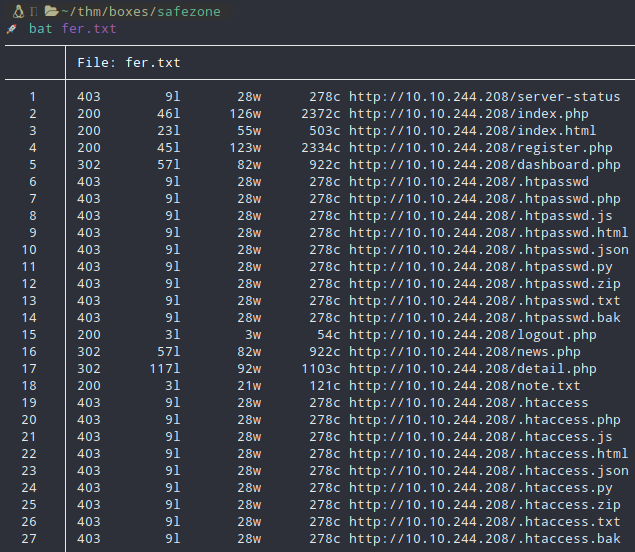 ~/thm/boxes/safezone
bat fer.txt
File: fer.txt
1 403 9l 28w 278c http://10.10.244.208/server-status
2 200 46l 126w 2372c http://10.10.244.208/index.php
3 200 23l 55w 503c http://10.10.244.208/index.html
4 200 45l 123w 2334c http://10.10.244.208/register.php
5 302 57l 82w 922c http://10.10.244.208/dashboard.php
6 403 9l 28w 278c http://10.10.244.208/.htpasswd
7 403 9l 28w 278c http://10.10.244.208/.htpasswd.php
8 403 9l 28w 278c http://10.10.244.208/.htpasswd.js
9 403 9l 28w 278c http://10.10.244.208/.htpasswd.html
10 403 9l 28w 278c http://10.10.244.208/.htpasswd.json
11 403 9l 28w 278c http://10.10.244.208/.htpasswd.py
12 403 9l 28w 278c http://10.10.244.208/.htpasswd.zip
13 403 9l 28w 278c http://10.10.244.208/.htpasswd.txt
14 403 9l 28w 278c http://10.10.244.208/.htpasswd.bak
15 200 3l 3w 54c http://10.10.244.208/logout.php
16 302 57l 82w 922c http://10.10.244.208/news.php
17 302 117l 92w 1103c http://10.10.244.208/detail.php
18 200 3l 21w 121c http://10.10.244.208/note.txt
19 403 9l 28w 278c http://10.10.244.208/.htaccess
20 403 9l 28w 278c http://10.10.244.208/.htaccess.php
21 403 9l 28w 278c http://10.10.244.208/.htaccess.js
22 403 9l 28w 278c http://10.10.244.208/.htaccess.html
23 403 9l 28w 278c http://10.10.244.208/.htaccess.json
24 403 9l 28w 278c http://10.10.244.208/.htaccess.py
25 403 9l 28w 278c http://10.10.244.208/.htaccess.zip
26 403 9l 28w 278c http://10.10.244.208/.htaccess.txt
27 403 9l 28w 278c http://10.10.244.208/.htaccess.bak